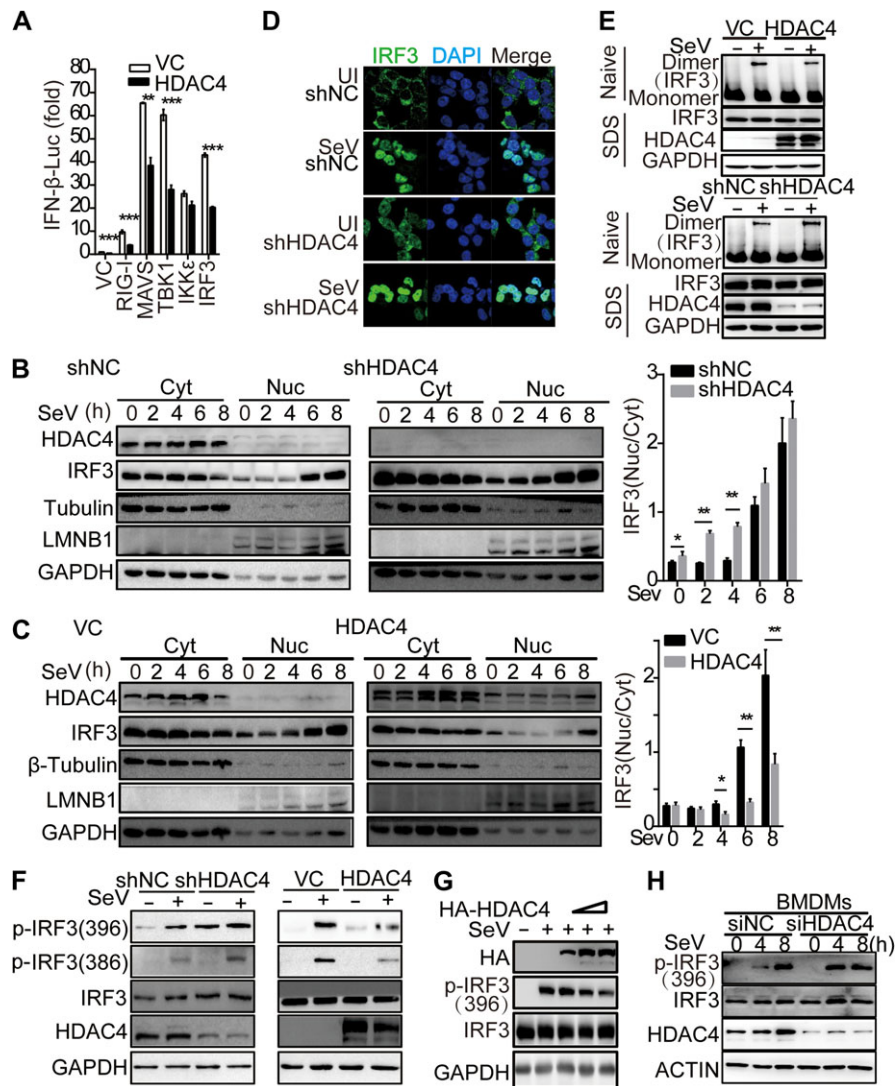 A
VC
HDAC4
IFN-β-Luc (fold)
80
70
60
50
40
30
20
10
0
*** *** ** *** ***
VC
RIG-I
MAVS
TBK1
IKKε
IRF3
D
IRF3 DAPI Merge
UI
shNC
SeV
shNC
UI
shHDAC4
SeV
shHDAC4
E
VC HDAC4
SeV − + − +
Naive
Dimer
(IRF3)
Monomer
SDS
IRF3
HDAC4
GAPDH
shNC shHDAC4
SeV − + − +
Naive
Dimer
(IRF3)
Monomer
SDS
IRF3
HDAC4
GAPDH
B
shNC shHDAC4
Cyt Nuc Cyt Nuc
SeV (h) 0 2 4 6 8 0 2 4 6 8 0 2 4 6 8 0 2 4 6 8
HDAC4
IRF3
Tubulin
LMNB1
GAPDH
shNC
shHDAC4
IRF3(Nuc/Cyt)
3
2
1
0
* ** **
Sev 0 2 4 6 8
C
VC HDAC4
Cyt Nuc Cyt Nuc
SeV (h) 0 2 4 6 8 0 2 4 6 8 0 2 4 6 8 0 2 4 6 8
HDAC4
IRF3
β-Tubulin
LMNB1
GAPDH
VC
HDAC4
IRF3(Nuc/Cyt)
3
2
1
0
* ** **
Sev 0 2 4 6 8
F
shNC shHDAC4 VC HDAC4
SeV − + − + − + − +
p-IRF3(396)
p-IRF3(386)
IRF3
HDAC4
GAPDH
G
HA-HDAC4
SeV − + + + +
HA
p-IRF3
(396)
IRF3
GAPDH
H
BMDMs
siNC siHDAC4
SeV 0 4 8 0 4 8 (h)
p-IRF3
(396)
IRF3
HDAC4
ACTIN